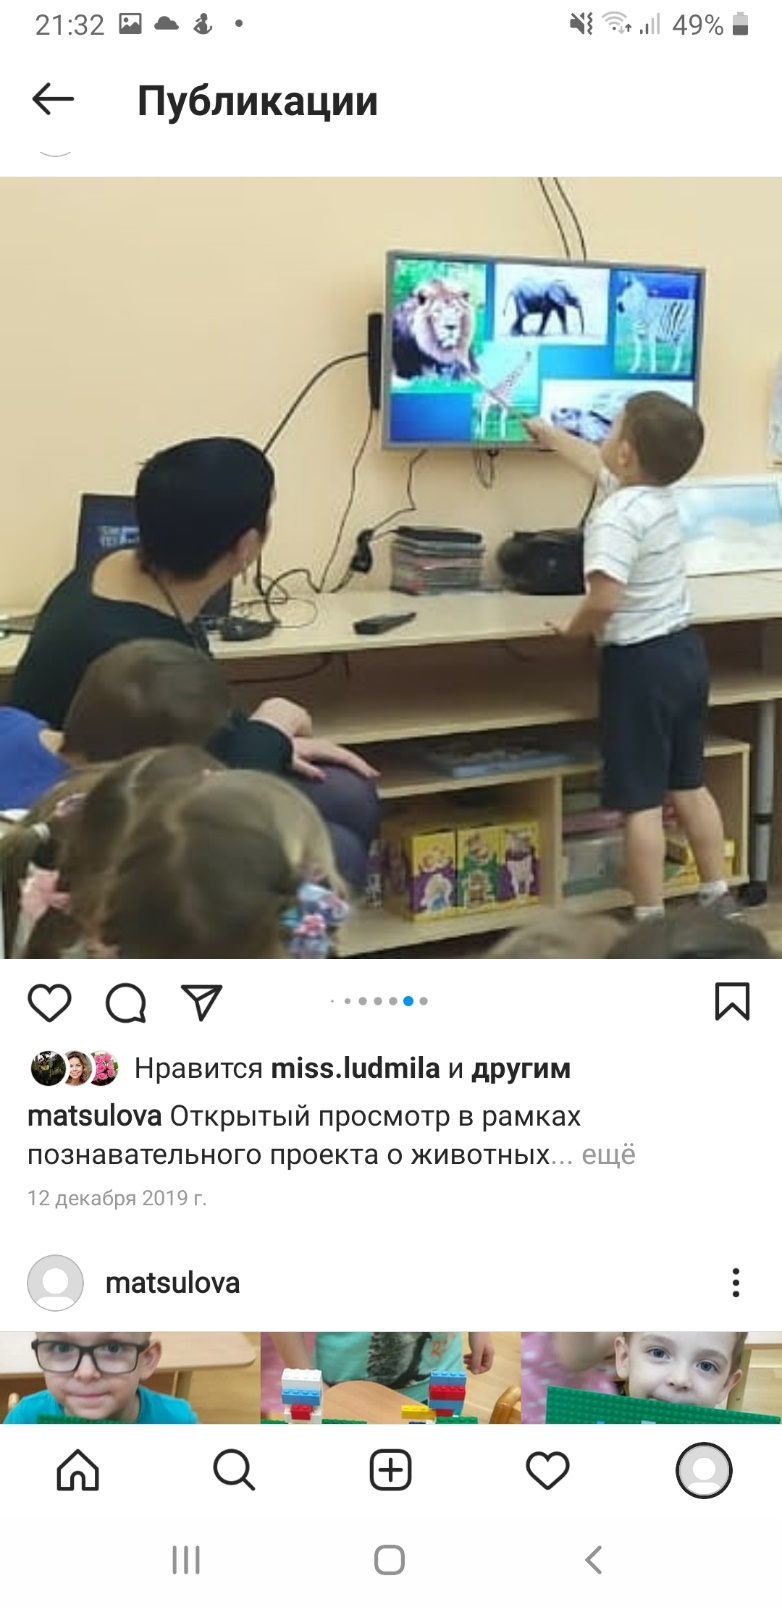 21:32
49%
Публикации
Нравится miss.ludmila и другим
matsulova Открытый просмотр в рамках
познавательного проекта о животных... ещё
12 декабря 2019 г.
matsulova